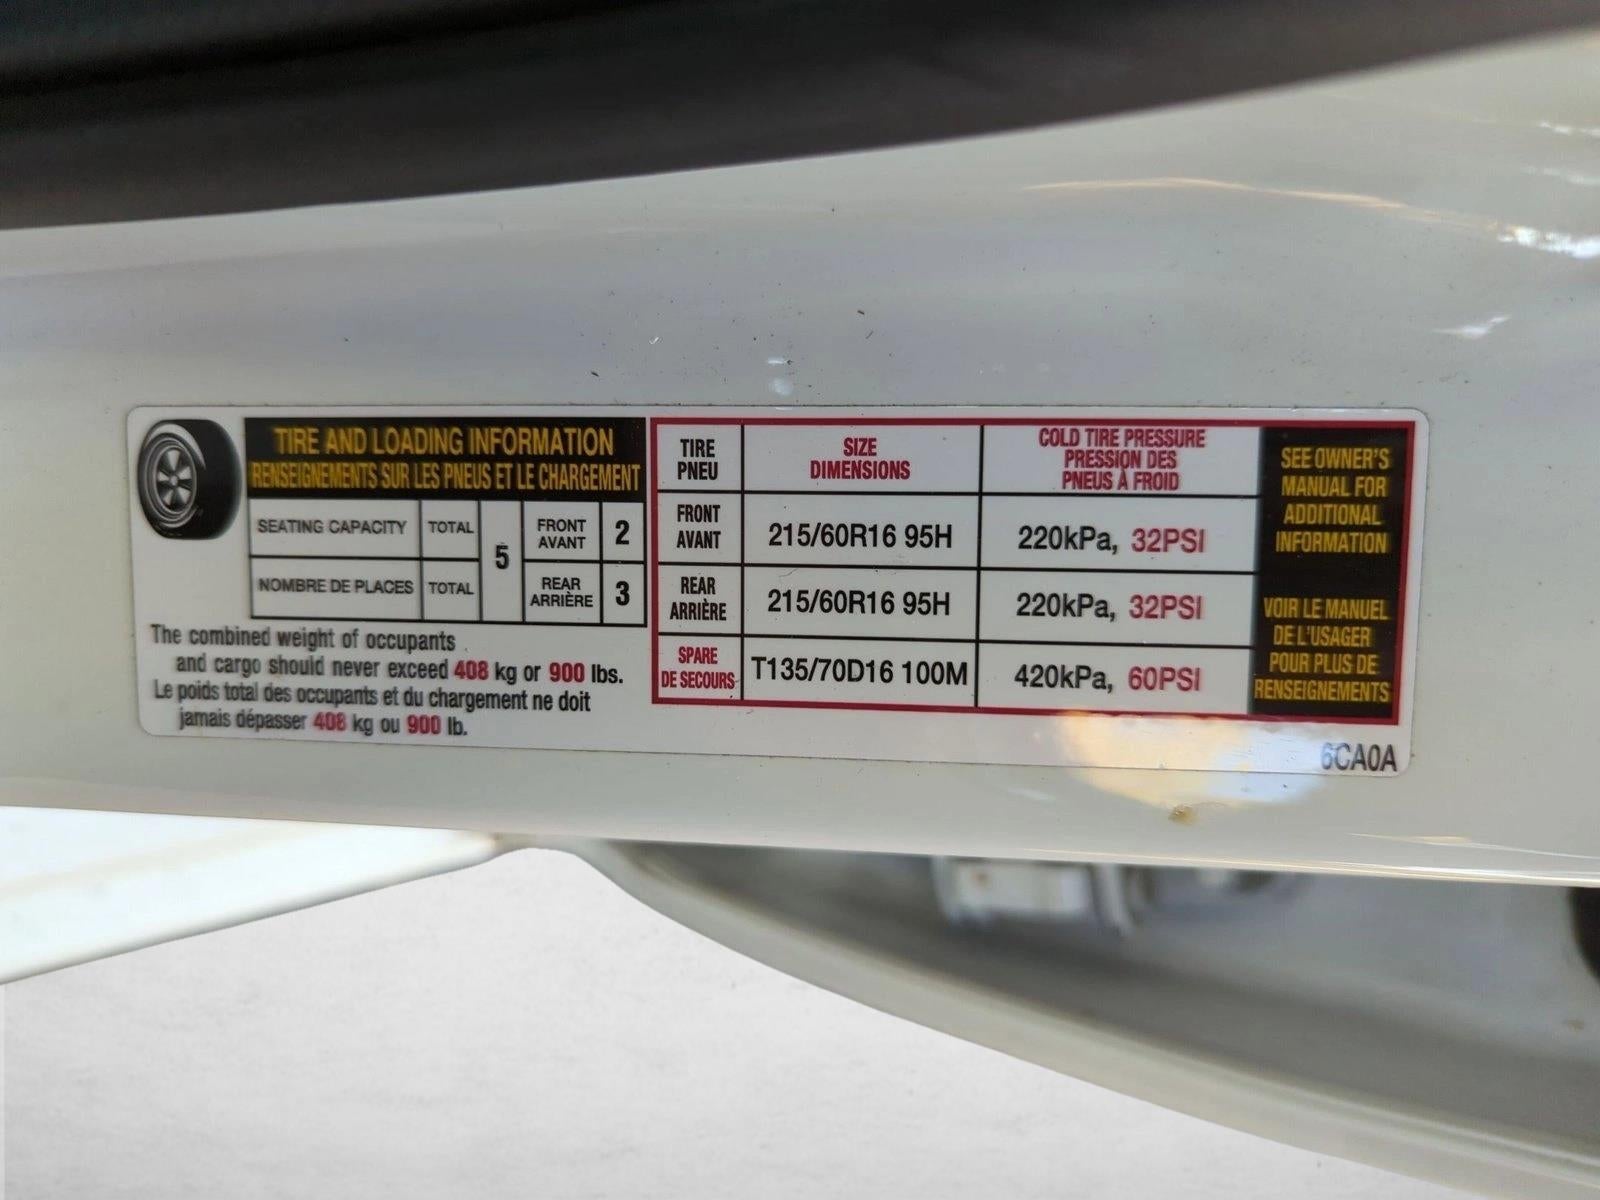 TIRE AND LOADING INFORMATION
RENSEIGNEMENTS SUR LES PNEUS ET LE CHARGEMENT
SEATING CAPACITY TOTAL 5 FRONT AVANT 2
NOMBRE DE PLACES TOTAL REAR ARRIÈRE 3
The combined weight of occupants
and cargo should never exceed 408 kg or 900 lbs.
Le poids total des occupants et du chargement ne doit
jamais dépasser 408 kg ou 900 lb.
TIRE PNEU SIZE DIMENSIONS COLD TIRE PRESSURE PRESSION DES PNEUS À FROID
FRONT AVANT 215/60R16 95H 220kPa, 32PSI
REAR ARRIÈRE 215/60R16 95H 220kPa, 32PSI
SPARE DE SECOURS T135/70D16 100M 420kPa, 60PSI
SEE OWNER'S
MANUAL FOR
ADDITIONAL
INFORMATION
VOIR LE MANUEL
DE L'USAGER
POUR PLUS DE
RENSEIGNEMENTS
6CA0A